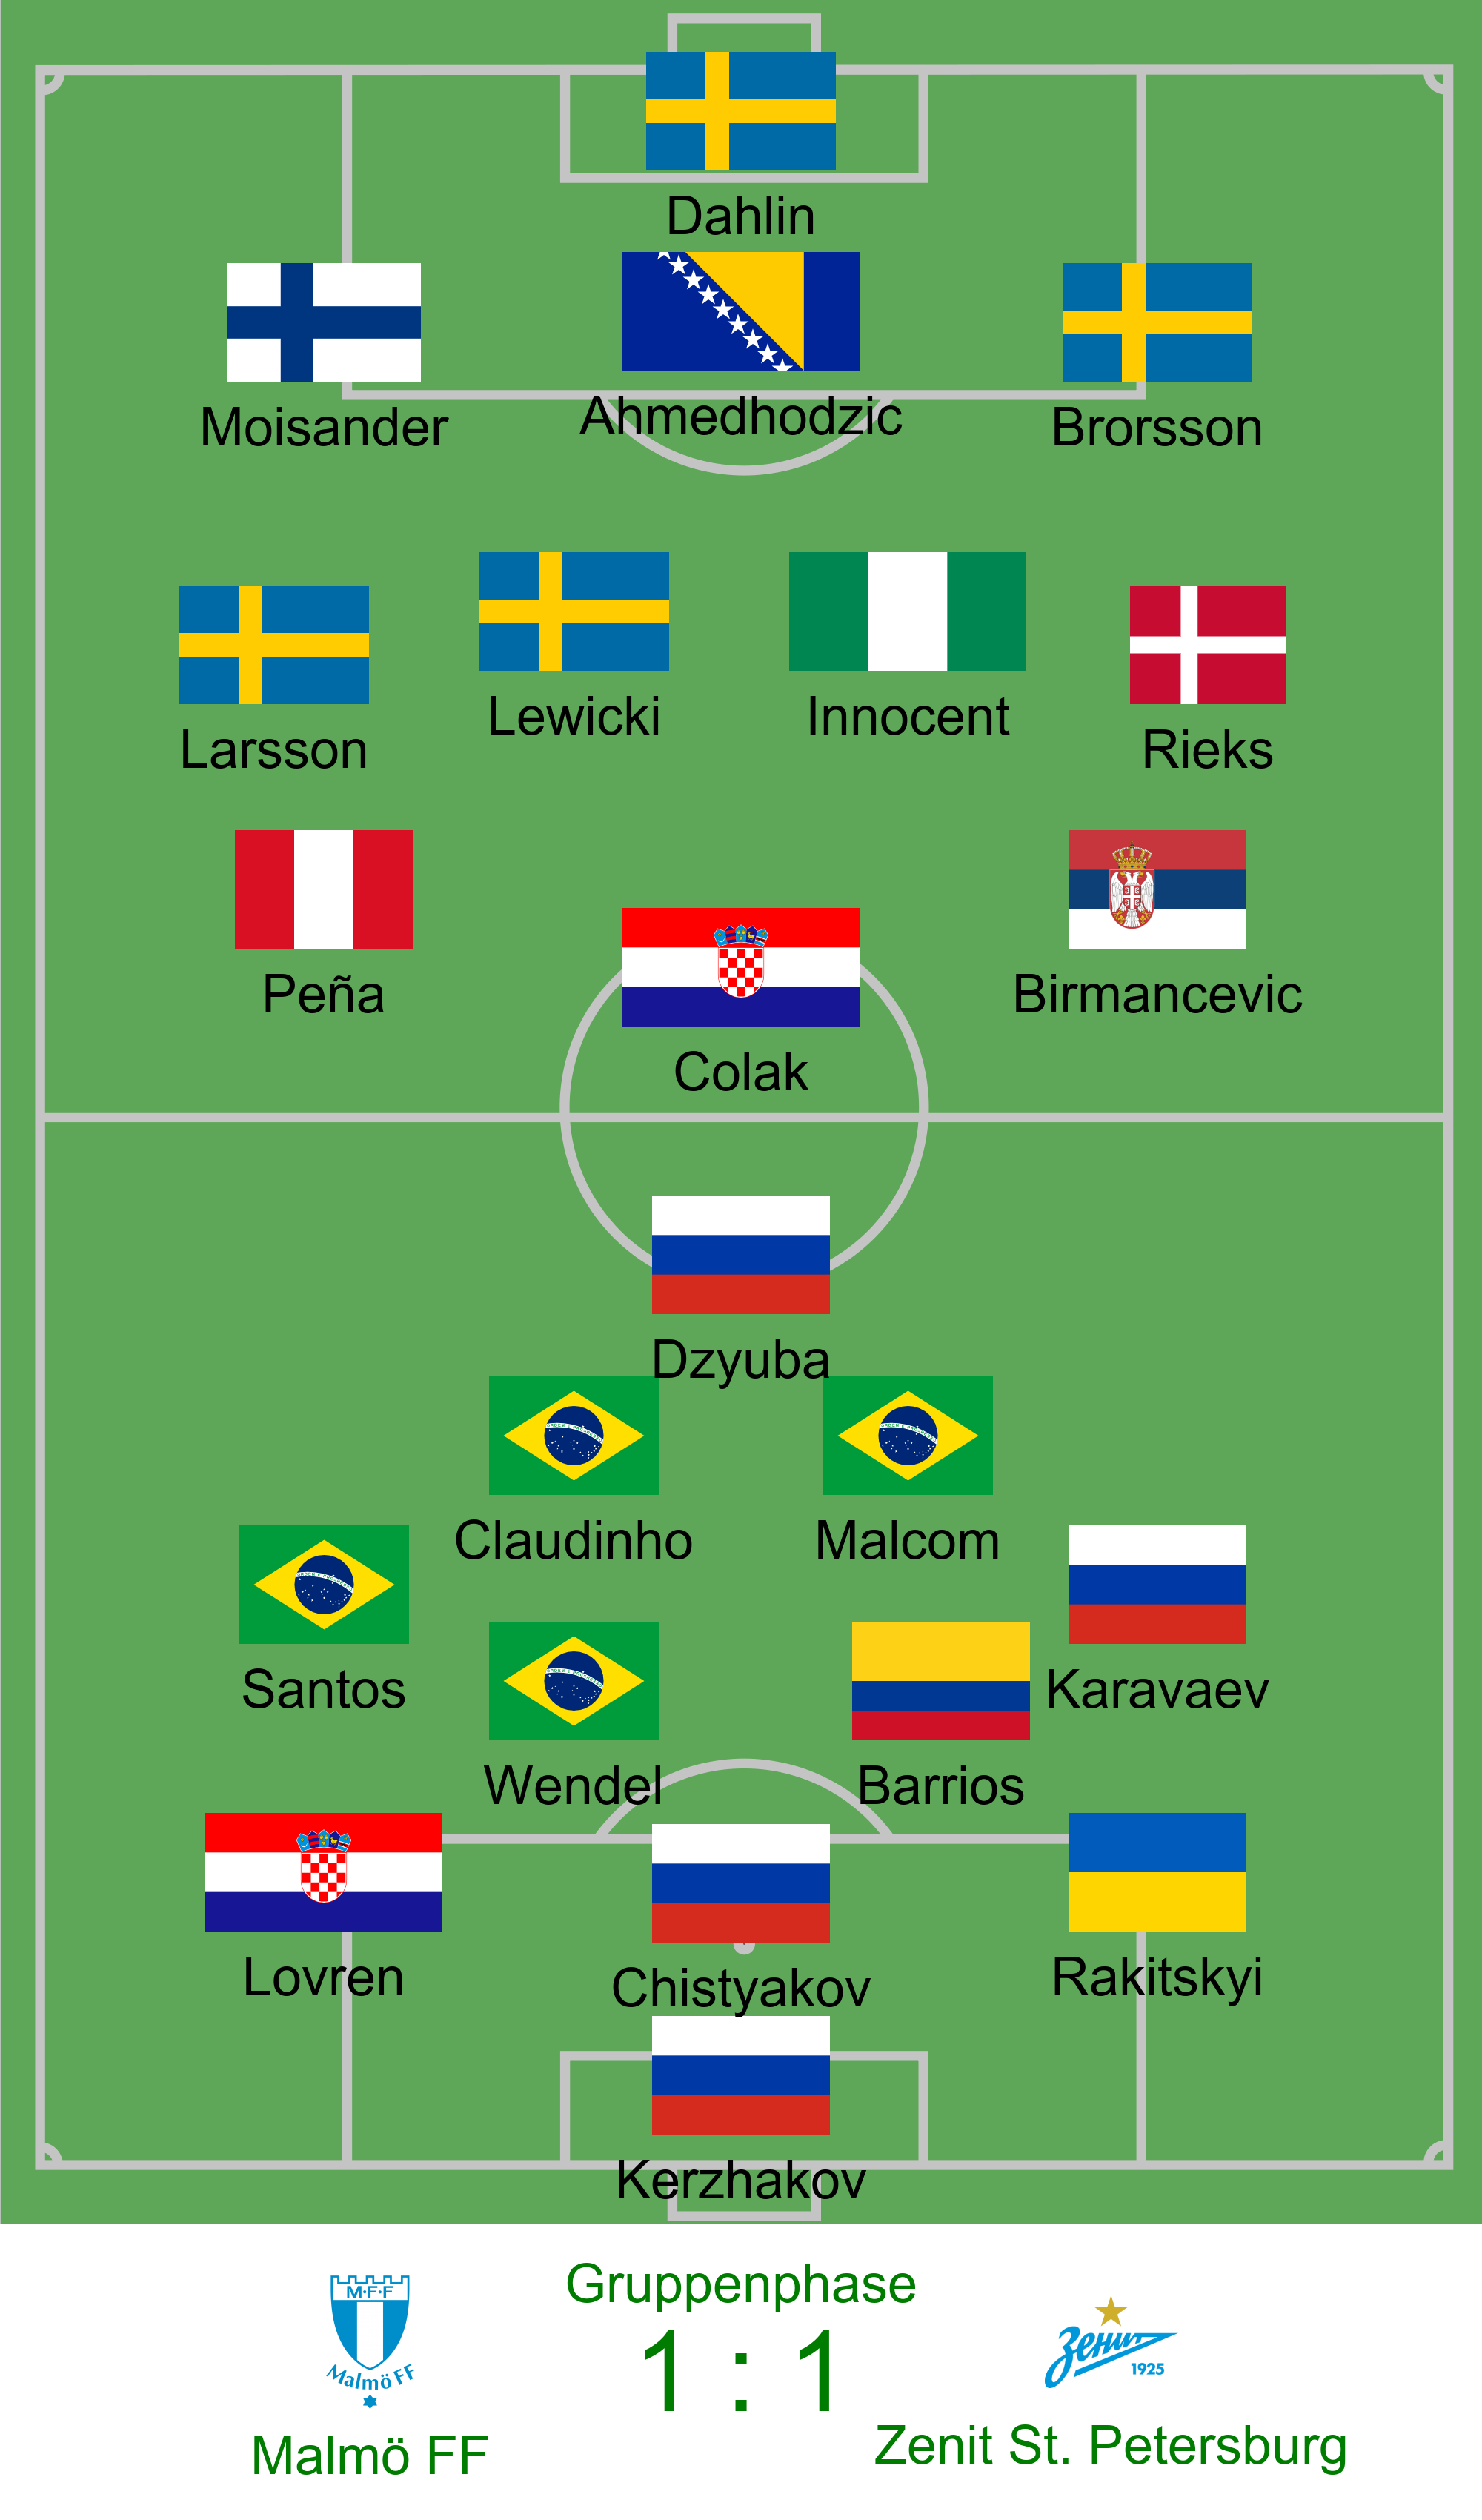 Dahlin
Moisander
Ahmedhodzic
Brorsson
Larsson
Lewicki
Innocent
Rieks
Peña
Colak
Birmancevic
Dzyuba
Claudinho
Malcom
Santos
Karavaev
Wendel
Barrios
Lovren
Chistyakov
Rakitskyi
Kerzhakov
Gruppenphase
1 : 1
M·F·F
Malmö FF
Malmö FF
Зенит
1925
Zenit St. Petersburg